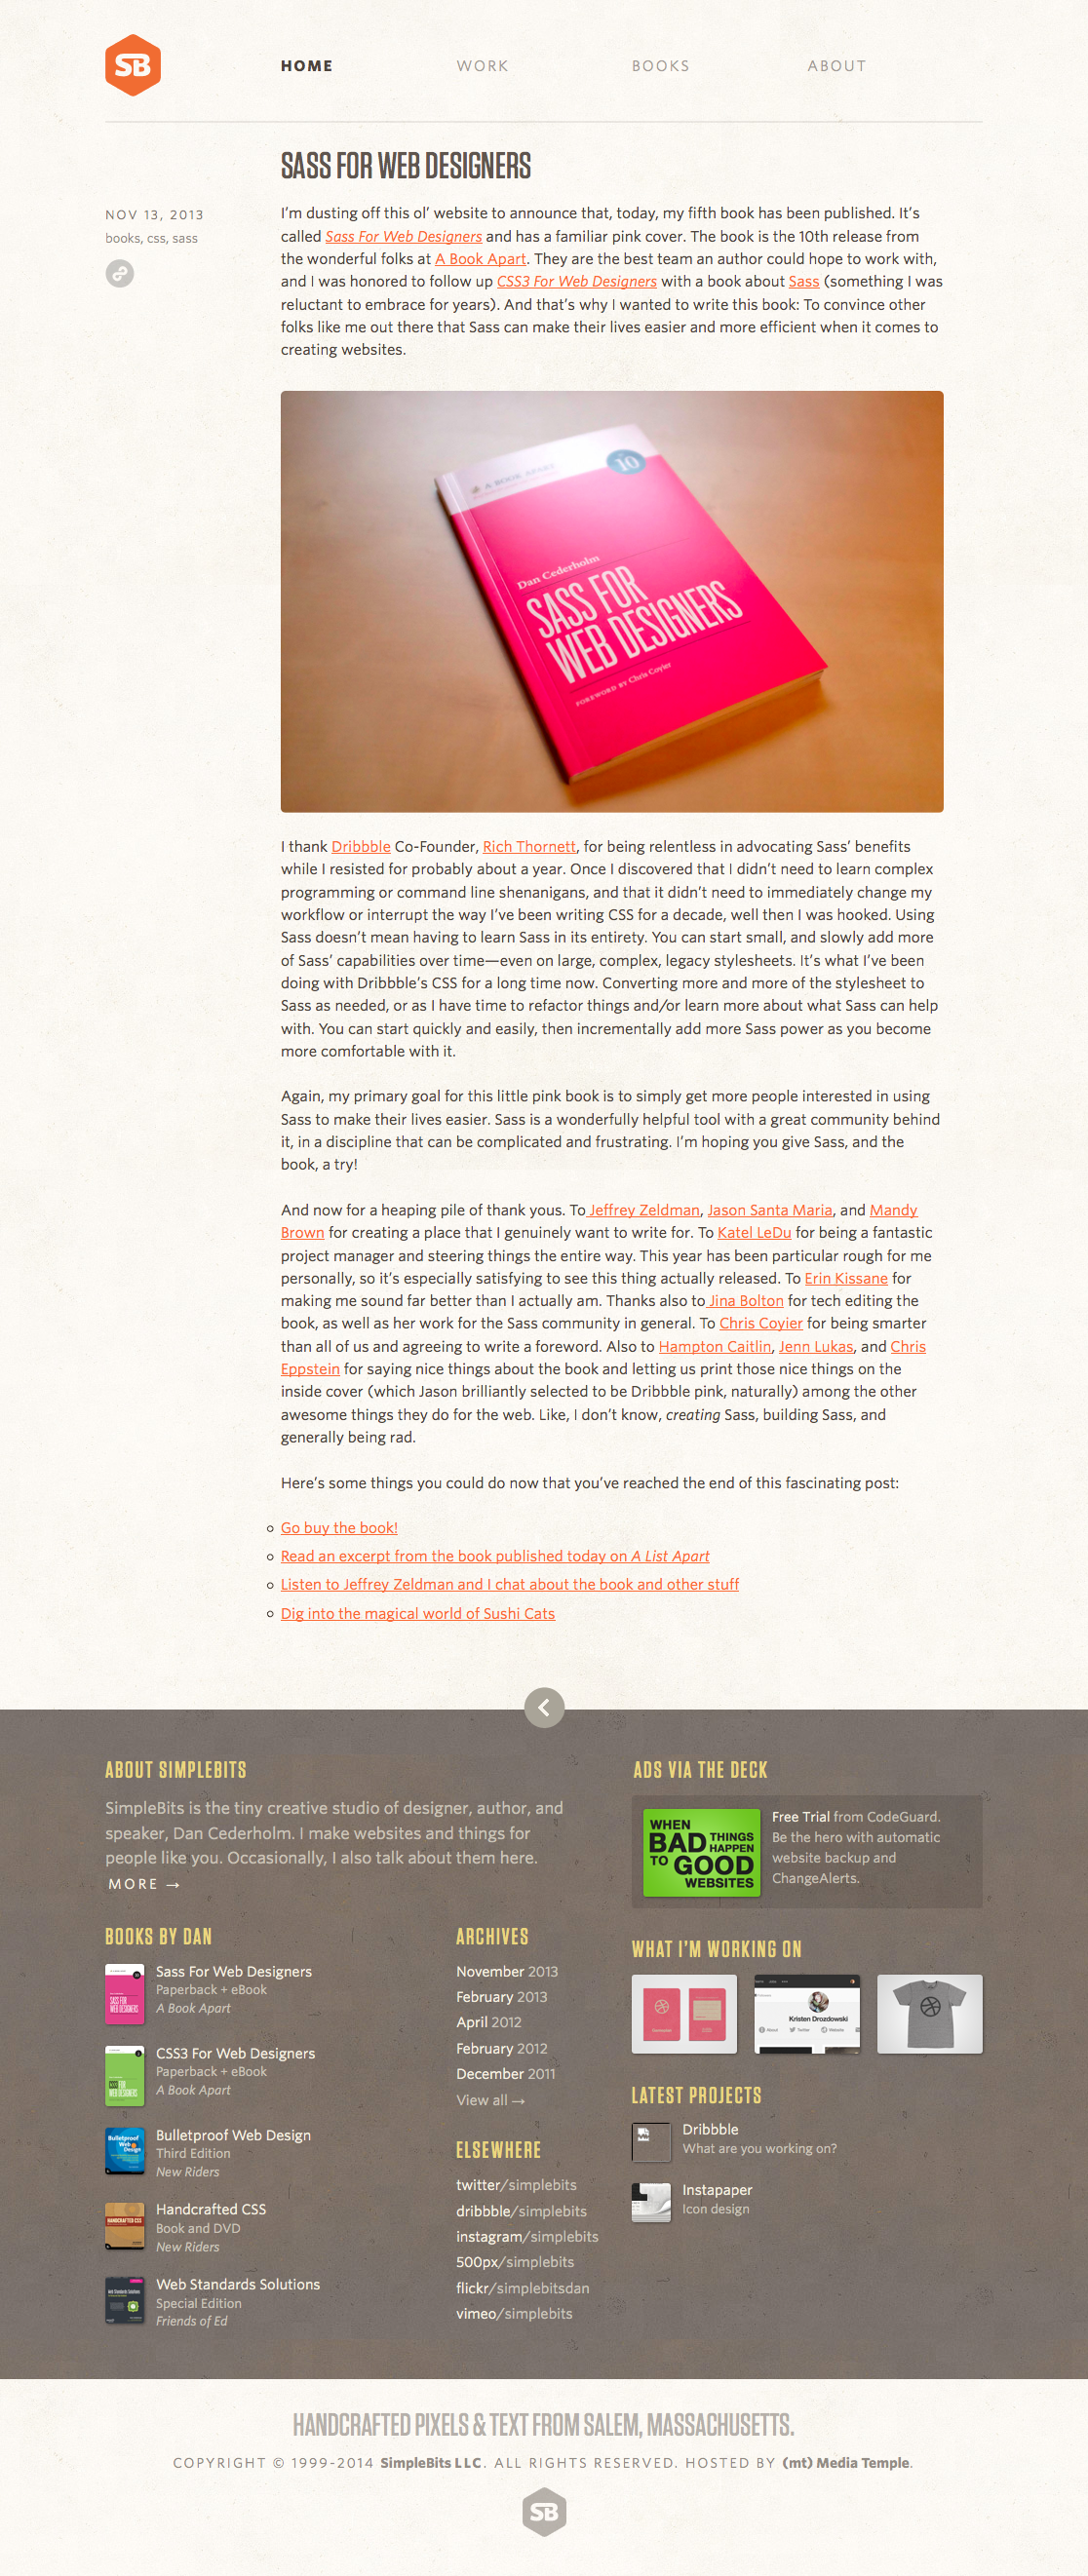 SB
HOME
WORK
BOOKS
ABOUT
SASS FOR WEB DESIGNERS
NOV 13, 2013
books, css, sass
I'm dusting off this ol' website to announce that, today, my fifth book has been published. It's
called Sass For Web Designers and has a familiar pink cover. The book is the 10th release from
the wonderful folks at A Book Apart. They are the best team an author could hope to work with,
and I was honored to follow up CSS3 For Web Designers with a book about Sass (something I was
reluctant to embrace for years). And that's why I wanted to write this book: To convince other
folks like me out there that Sass can make their lives easier and more efficient when it comes to
creating websites.
A BOOK APART
10
Dan Cederholm
SASS FOR
WEB DESIGNERS
FOREWORD BY Chris Coyier
I thank Dribbble Co-Founder, Rich Thornett, for being relentless in advocating Sass' benefits
while I resisted for probably about a year. Once I discovered that I didn't need to learn complex
programming or command line shenanigans, and that it didn't need to immediately change my
workflow or interrupt the way I've been writing CSS for a decade, well then I was hooked. Using
Sass doesn't mean having to learn Sass in its entirety. You can start small, and slowly add more
of Sass' capabilities over time—even on large, complex, legacy stylesheets. It's what I've been
doing with Dribbble's CSS for a long time now. Converting more and more of the stylesheet to
Sass as needed, or as I have time to refactor things and/or learn more about what Sass can help
with. You can start quickly and easily, then incrementally add more Sass power as you become
more comfortable with it.
Again, my primary goal for this little pink book is to simply get more people interested in using
Sass to make their lives easier. Sass is a wonderfully helpful tool with a great community behind
it, in a discipline that can be complicated and frustrating. I'm hoping you give Sass, and the
book, a try!
And now for a heaping pile of thank yous. To Jeffrey Zeldman, Jason Santa Maria, and Mandy
Brown for creating a place that I genuinely want to write for. To Katel LeDu for being a fantastic
project manager and steering things the entire way. This year has been particular rough for me
personally, so it's especially satisfying to see this thing actually released. To Erin Kissane for
making me sound far better than I actually am. Thanks also to Jina Bolton for tech editing the
book, as well as her work for the Sass community in general. To Chris Coyier for being smarter
than all of us and agreeing to write a foreword. Also to Hampton Caitlin, Jenn Lukas, and Chris
Eppstein for saying nice things about the book and letting us print those nice things on the
inside cover (which Jason brilliantly selected to be Dribbble pink, naturally) among the other
awesome things they do for the web. Like, I don't know, creating Sass, building Sass, and
generally being rad.
Here's some things you could do now that you've reached the end of this fascinating post:
Go buy the book!
Read an excerpt from the book published today on A List Apart
Listen to Jeffrey Zeldman and I chat about the book and other stuff
Dig into the magical world of Sushi Cats
ABOUT SIMPLEBITS
SimpleBits is the tiny creative studio of designer, author, and
speaker, Dan Cederholm. I make websites and things for
people like you. Occasionally, I also talk about them here.
MORE →
ADS VIA THE DECK
WHEN
BAD THINGS
HAPPEN
TO GOOD
WEBSITES
Free Trial from CodeGuard.
Be the hero with automatic
website backup and
ChangeAlerts.
BOOKS BY DAN
SASS FOR
WEB DESIGNERS
Sass For Web Designers
Paperback + eBook
A Book Apart
CSS3 FOR
WEB DESIGNERS
CSS3 For Web Designers
Paperback + eBook
A Book Apart
Bulletproof
Web
Design
Bulletproof Web Design
Third Edition
New Riders
HANDCRAFTED CSS
Handcrafted CSS
Book and DVD
New Riders
Web Standards Solutions
Web Standards Solutions
Special Edition
Friends of Ed
ARCHIVES
November 2013
February 2013
April 2012
February 2012
December 2011
View all →
ELSEWHERE
twitter/simplebits
dribbble/simplebits
instagram/simplebits
500px/simplebits
flickr/simplebitsdan
vimeo/simplebits
WHAT I'M WORKING ON
Kristen Drozdowski
About
Twitter
Website
LATEST PROJECTS
Dribbble
What are you working on?
Instapaper
Icon design
HANDCRAFTED PIXELS & TEXT FROM SALEM, MASSACHUSETTS.
COPYRIGHT © 1999-2014 SimpleBits LLC. ALL RIGHTS RESERVED. HOSTED BY (mt) Media Temple.
SB